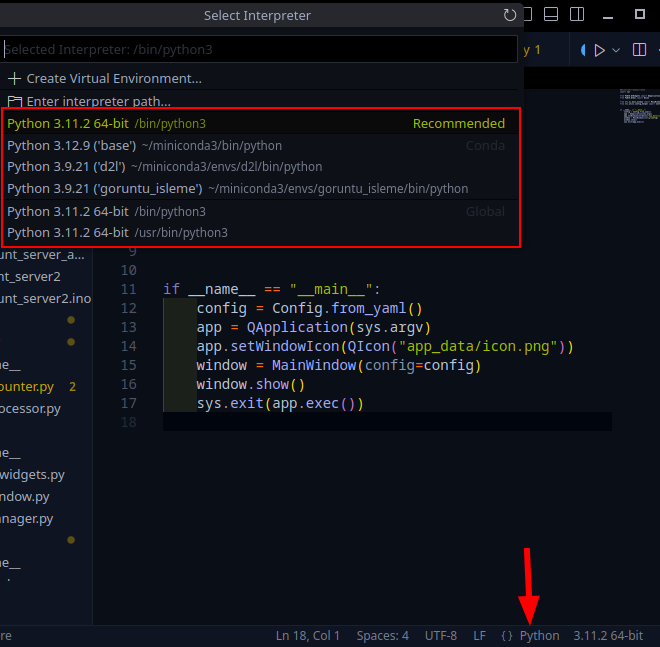 Select Interpreter
Selected Interpreter: /bin/python3
y 1
+ Create Virtual Environment...
Enter interpreter path...
Python 3.11.2 64-bit /bin/python3 Recommended
Python 3.12.9 ('base') ~/miniconda3/bin/python Conda
Python 3.9.21 ('d2l') ~/miniconda3/envs/d2l/bin/python
Python 3.9.21 ('goruntu_isleme') ~/miniconda3/envs/goruntu_isleme/bin/python
Python 3.11.2 64-bit /bin/python3 Global
Python 3.11.2 64-bit /usr/bin/python3
unt_server_a...
unt_server2
unt_server2.ino
e__
ounter.py 2
ocessor.py
e__
widgets.py
ndow.py
anager.py
e__
9
10
11 if __name__ == "__main__":
12 config = Config.from_yaml()
13 app = QApplication(sys.argv)
14 app.setWindowIcon(QIcon("app_data/icon.png"))
15 window = MainWindow(config=config)
16 window.show()
17 sys.exit(app.exec())
18
re
Ln 18, Col 1 Spaces: 4 UTF-8 LF {} Python 3.11.2 64-bit